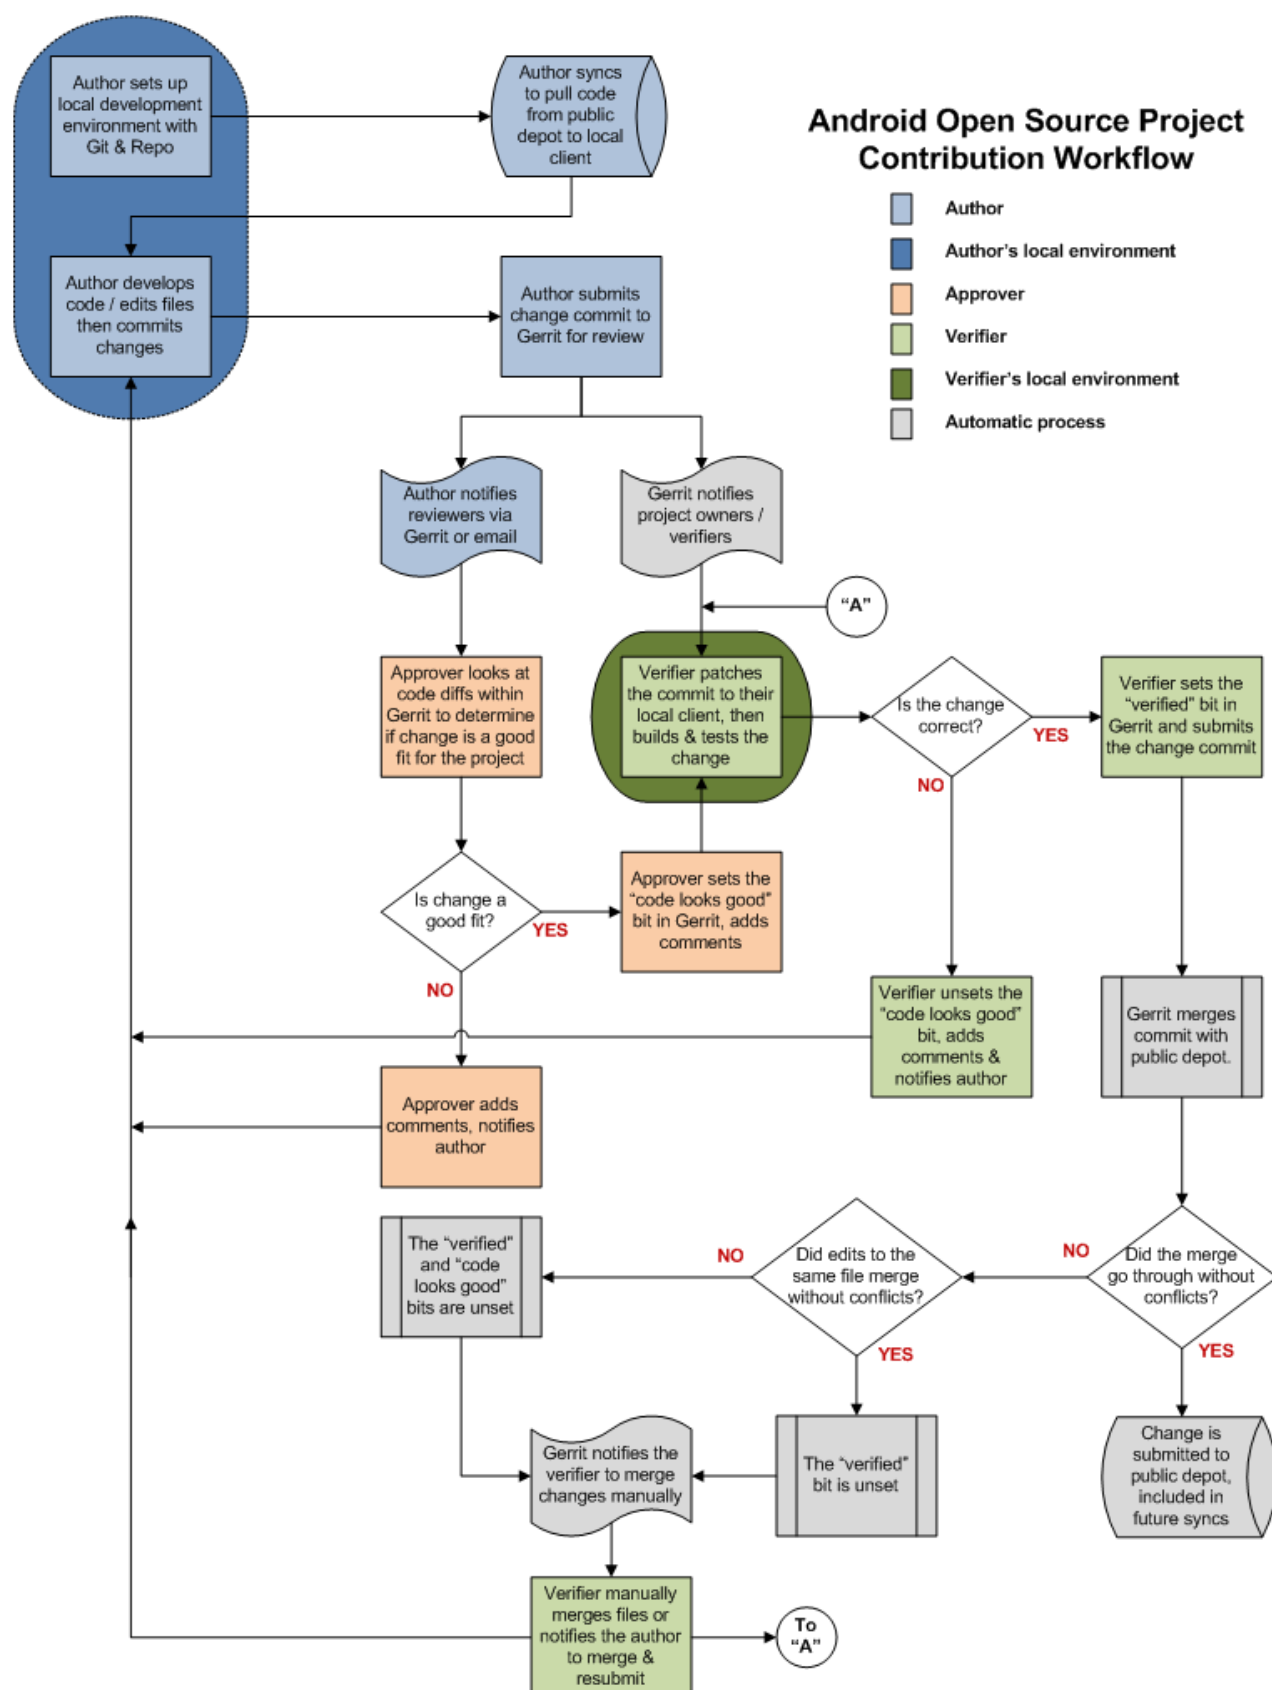 Author sets up
local development
environment with
Git & Repo
Author syncs
to pull code
from public
depot to local
client
Android Open Source Project
Contribution Workflow
Author
Author's local environment
Approver
Verifier
Verifier's local environment
Automatic process
Author develops
code / edits files
then commits
changes
Author submits
change commit to
Gerrit for review
Author notifies
reviewers via
Gerrit or email
Gerrit notifies
project owners /
verifiers
“A”
Approver looks at
code diffs within
Gerrit to determine
if change is a good
fit for the project
Verifier patches
the commit to their
local client, then
builds & tests the
change
Is the change
correct?
YES
NO
Verifier sets the
“verified” bit in
Gerrit and submits
the change commit
Is change a
good fit?
YES
NO
Approver sets the
“code looks good”
bit in Gerrit, adds
comments
Verifier unsets the
“code looks good”
bit, adds
comments &
notifies author
Gerrit merges
commit with
public depot.
Approver adds
comments, notifies
author
The “verified”
and “code
looks good”
bits are unset
NO
Did edits to the
same file merge
without conflicts?
YES
NO
Did the merge
go through without
conflicts?
YES
Gerrit notifies the
verifier to merge
changes manually
The “verified”
bit is unset
Change is
submitted to
public depot,
included in
future syncs
Verifier manually
merges files or
notifies the author
to merge &
resubmit
To
“A”